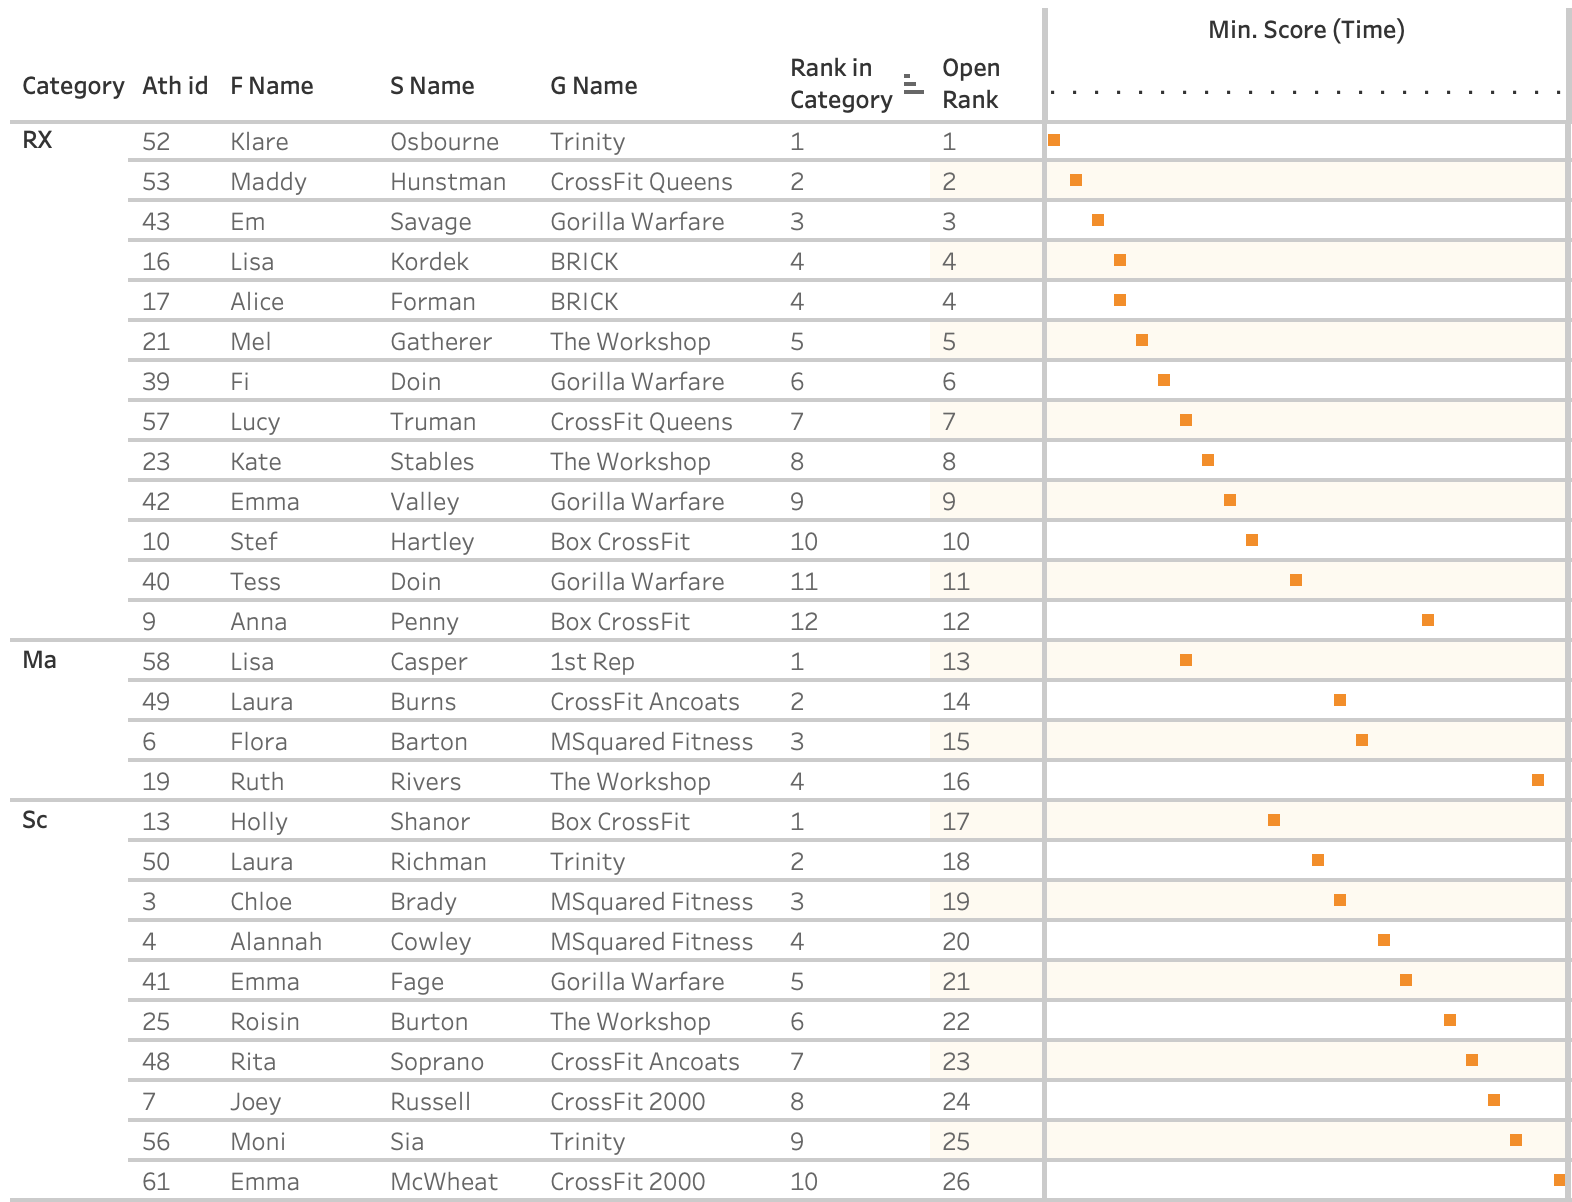 Min. Score (Time)
Category Ath id F Name S Name G Name Rank in Category Open Rank
RX 52 Klare Osbourne Trinity 1 1
53 Maddy Hunstman CrossFit Queens 2 2
43 Em Savage Gorilla Warfare 3 3
16 Lisa Kordek BRICK 4 4
17 Alice Forman BRICK 4 4
21 Mel Gatherer The Workshop 5 5
39 Fi Doin Gorilla Warfare 6 6
57 Lucy Truman CrossFit Queens 7 7
23 Kate Stables The Workshop 8 8
42 Emma Valley Gorilla Warfare 9 9
10 Stef Hartley Box CrossFit 10 10
40 Tess Doin Gorilla Warfare 11 11
9 Anna Penny Box CrossFit 12 12
Ma 58 Lisa Casper 1st Rep 1 13
49 Laura Burns CrossFit Ancoats 2 14
6 Flora Barton MSquared Fitness 3 15
19 Ruth Rivers The Workshop 4 16
Sc 13 Holly Shanor Box CrossFit 1 17
50 Laura Richman Trinity 2 18
3 Chloe Brady MSquared Fitness 3 19
4 Alannah Cowley MSquared Fitness 4 20
41 Emma Fage Gorilla Warfare 5 21
25 Roisin Burton The Workshop 6 22
48 Rita Soprano CrossFit Ancoats 7 23
7 Joey Russell CrossFit 2000 8 24
56 Moni Sia Trinity 9 25
61 Emma McWheat CrossFit 2000 10 26